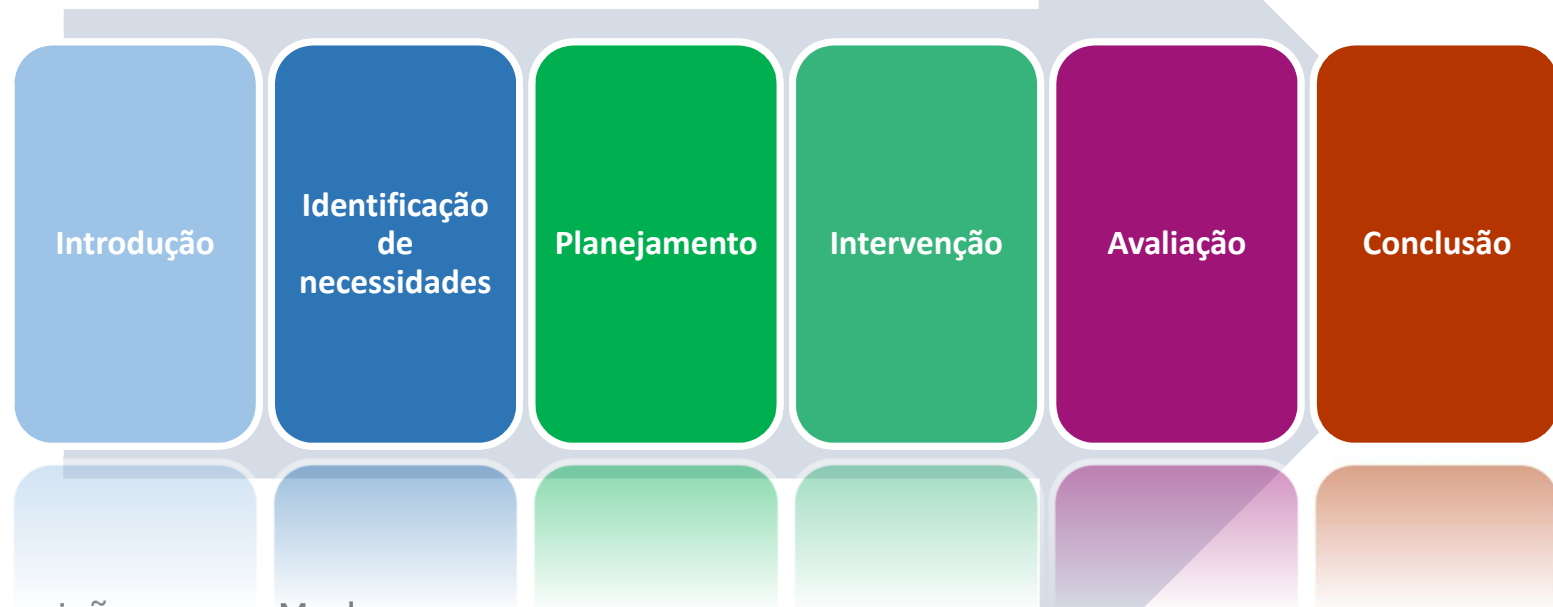 Introdução
Identificação
de
necessidades
Planejamento
Intervenção
Avaliação
Conclusão